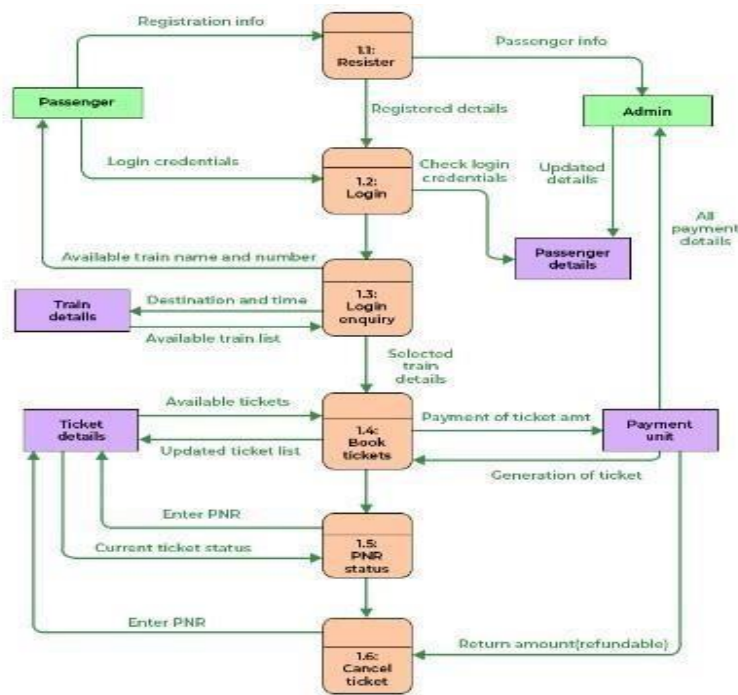 Registration info
1.1:
Resister
Passenger info
Passenger
Admin
Registered details
Login credentials
1.2:
Login
Check login
credentials
Updated
details
All
payment
details
Available train name and number
Passenger
details
1.3:
Login
enquiry
Train
details
Destination and time
Available train list
Selected
train
details
Ticket
details
Available tickets
Updated ticket list
1.4:
Book
tickets
Payment of ticket amt
Payment
unit
Generation of ticket
Enter PNR
Current ticket status
1.5:
PNR
status
Enter PNR
1.6:
Cancel
ticket
Return amount(refundable)